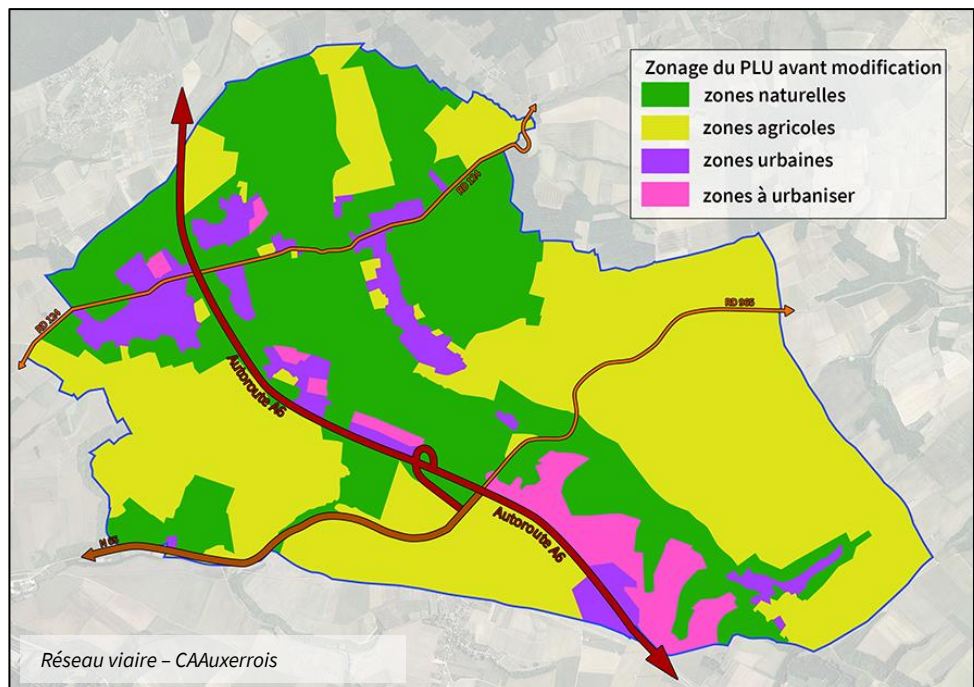 Zonage du PLU avant modification
zones naturelles
zones agricoles
zones urbaines
zones à urbaniser
RD 124
RD 124
RD 965
Autoroute A6
Autoroute A6
N 65
Réseau viaire – CAAuxerrois